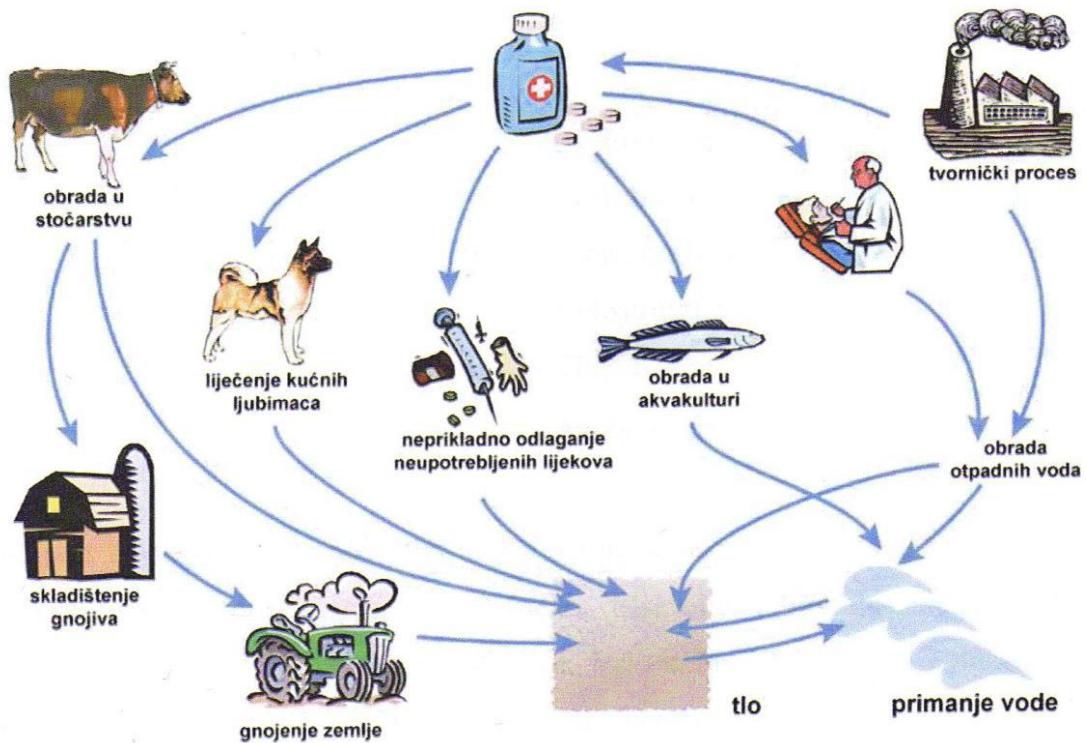 obrada u
stočarstvu
tvornički proces
liječenje kućnih
ljubimaca
neprikladno odlaganje
neupotrebljenih lijekova
obrada u
akvakulturi
obrada
otpadnih voda
skladištenje
gnojiva
gnojenje zemlje
tlo
primanje vode